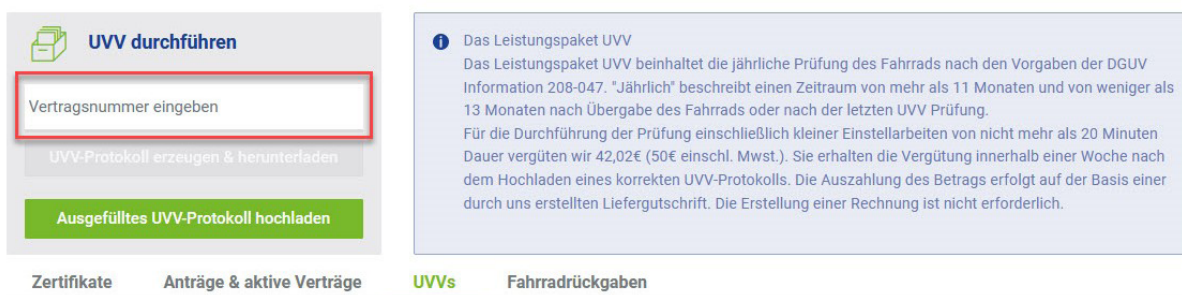 UVV durchführen
Vertragsnummer eingeben
UVV-Protokoll erzeugen & herunterladen
Ausgefülltes UVV-Protokoll hochladen
Das Leistungspaket UVV
Das Leistungspaket UVV beinhaltet die jährliche Prüfung des Fahrrads nach den Vorgaben der DGUV
Information 208-047. "Jährlich" beschreibt einen Zeitraum von mehr als 11 Monaten und von weniger als
13 Monaten nach Übergabe des Fahrrads oder nach der letzten UVV Prüfung.
Für die Durchführung der Prüfung einschließlich kleiner Einstellarbeiten von nicht mehr als 20 Minuten
Dauer vergüten wir 42,02€ (50€ einschl. Mwst.). Sie erhalten die Vergütung innerhalb einer Woche nach
dem Hochladen eines korrekten UVV-Protokolls. Die Auszahlung des Betrags erfolgt auf der Basis einer
durch uns erstellten Liefergutschrift. Die Erstellung einer Rechnung ist nicht erforderlich.
Zertifikate Anträge & aktive Verträge UVVs Fahrradrückgaben